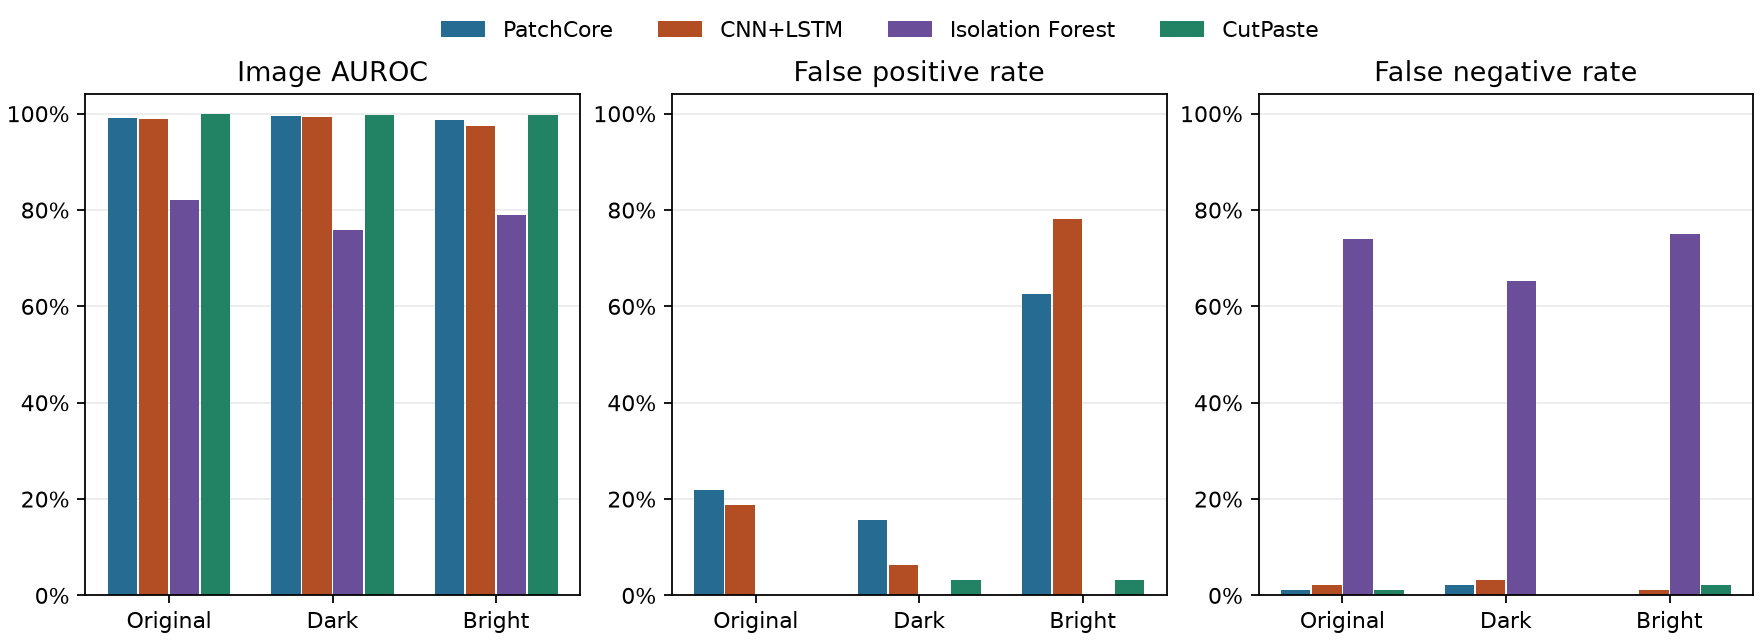 PatchCore CNN+LSTM Isolation Forest CutPaste
Image AUROC
100%
80%
60%
40%
20%
0%
Original Dark Bright
False positive rate
100%
80%
60%
40%
20%
0%
Original Dark Bright
False negative rate
100%
80%
60%
40%
20%
0%
Original Dark Bright